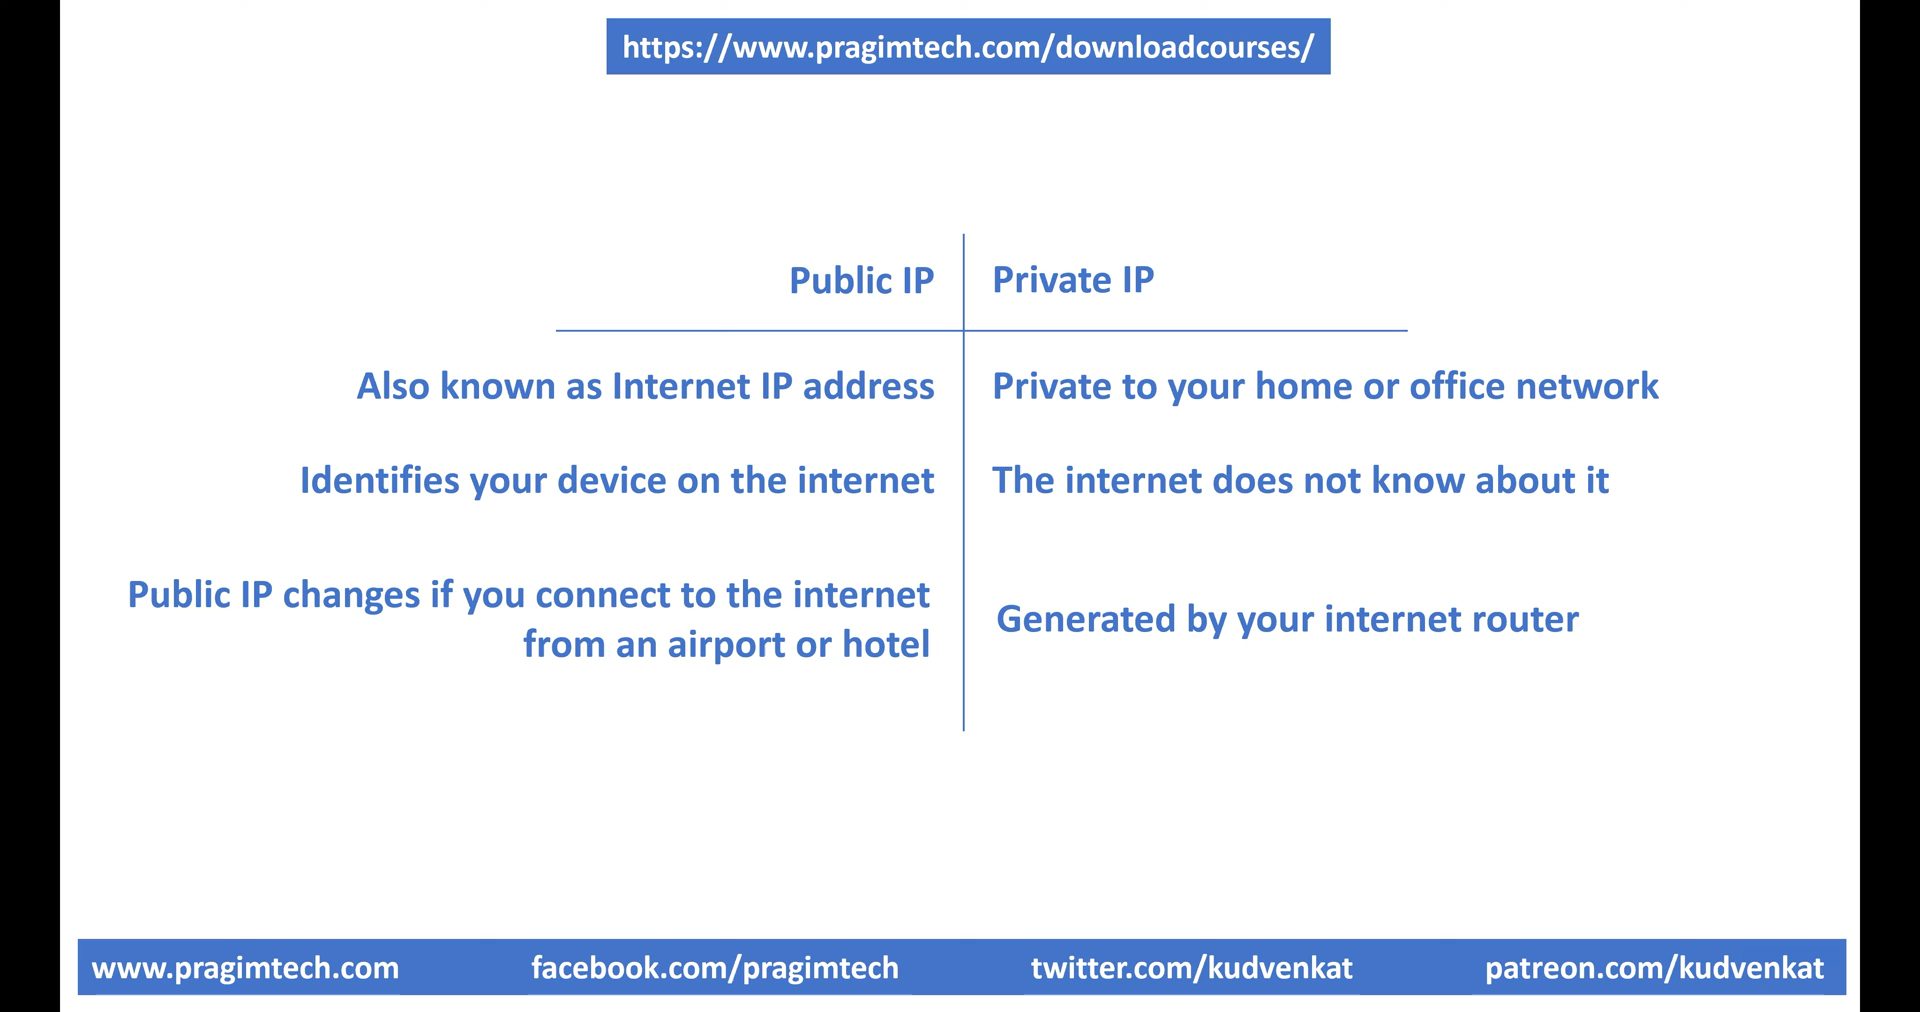 https://www.pragimtech.com/downloadcourses/
Public IP
Private IP
Also known as Internet IP address
Private to your home or office network
Identifies your device on the internet
The internet does not know about it
Public IP changes if you connect to the internet
from an airport or hotel
Generated by your internet router
www.pragimtech.com
facebook.com/pragimtech
twitter.com/kudvenkat
patreon.com/kudvenkat